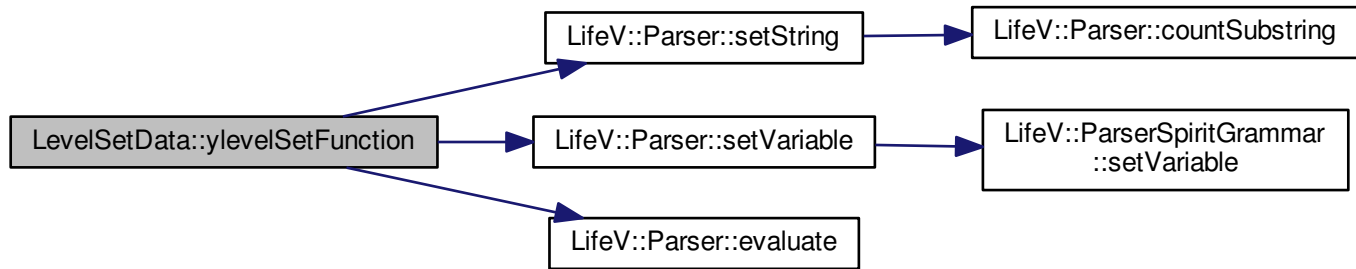 LifeV::Parser::setString
LifeV::Parser::countSubstring
LevelSetData::ylevelSetFunction
LifeV::Parser::setVariable
LifeV::ParserSpiritGrammar
::setVariable
LifeV::Parser::evaluate